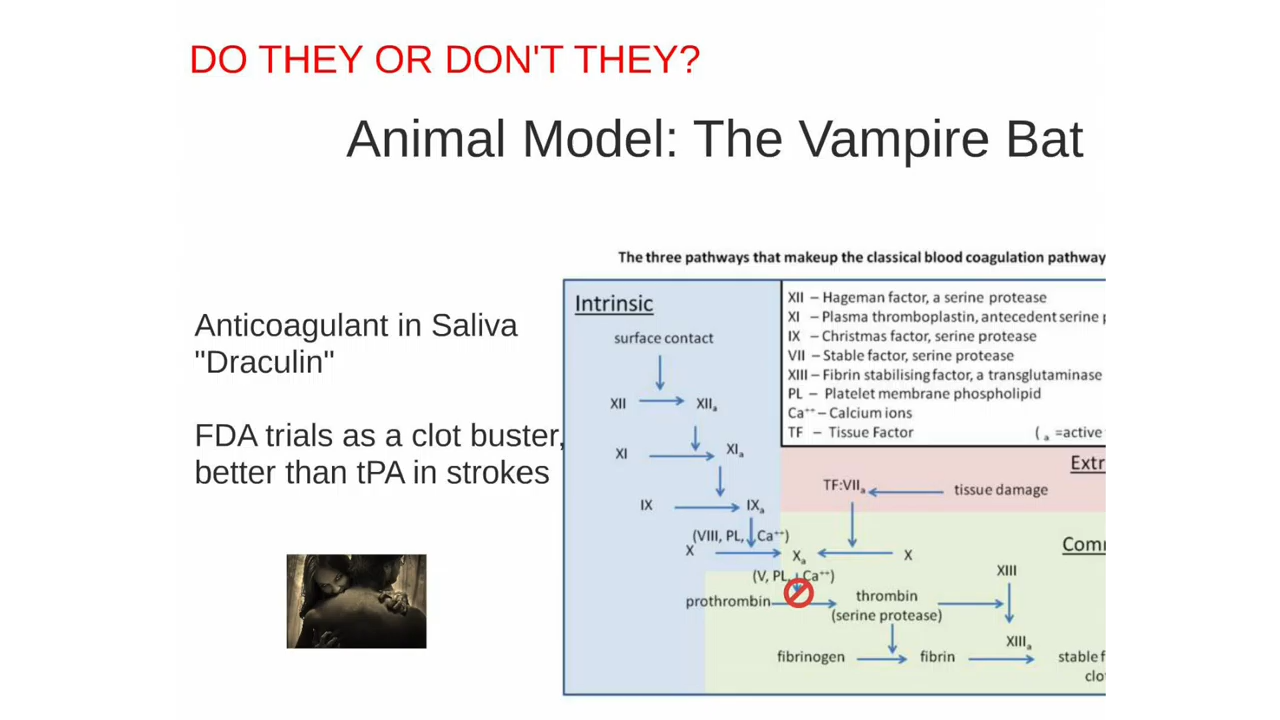 DO THEY OR DON'T THEY?
Animal Model: The Vampire Bat
Anticoagulant in Saliva
"Draculin"
FDA trials as a clot buster,
better than tPA in strokes
The three pathways that makeup the classical blood coagulation pathway
Intrinsic
surface contact
XII
XIIa
XI
XIa
IX
IXa
(VIII, PL, Ca++)
X
Xa
XII – Hageman factor, a serine protease
XI – Plasma thromboplastin, antecedent serine
IX – Christmas factor, serine protease
VII – Stable factor, serine protease
XIII – Fibrin stabilising factor, a transglutaminase
PL – Platelet membrane phospholipid
Ca++ – Calcium ions
TF – Tissue Factor
( a =active
Extr
TF:VIIa
tissue damage
X
Com
(V, PL, Ca++)
XIII
prothrombin
thrombin
(serine protease)
XIIIa
fibrinogen
fibrin
stable f
clo